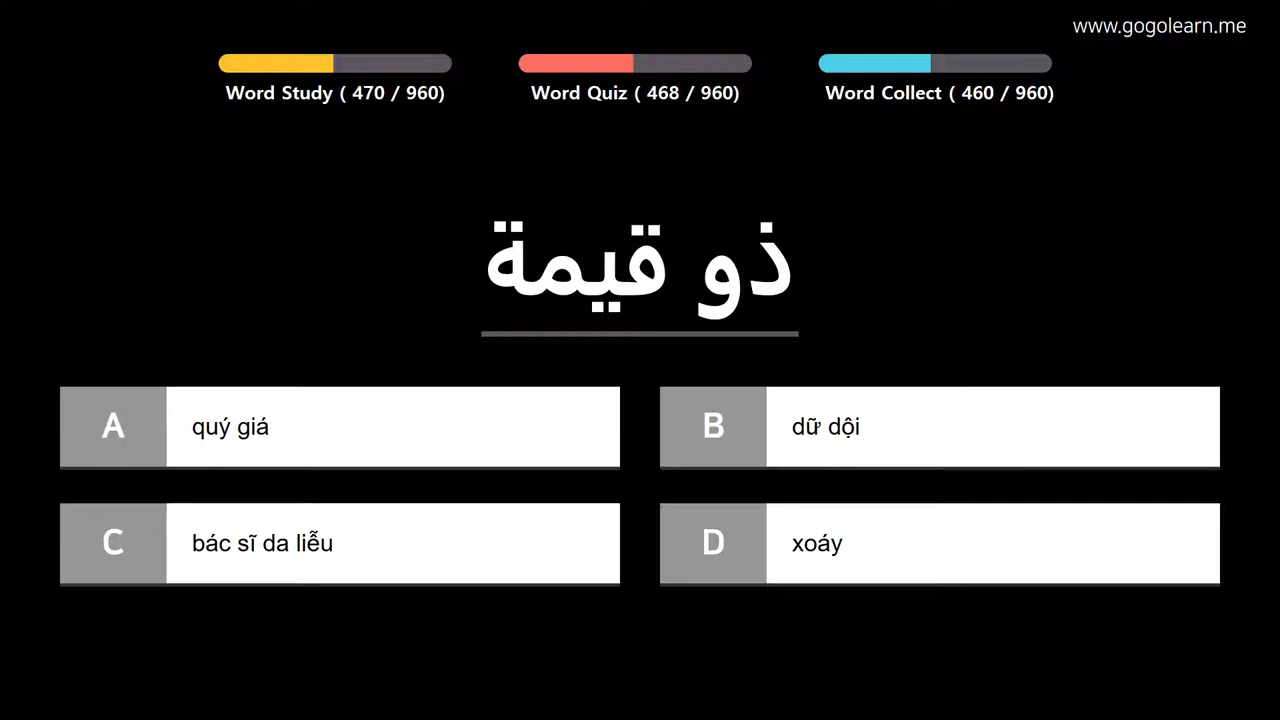 www.gogolearn.me
Word Study ( 470 / 960)
Word Quiz ( 468 / 960)
Word Collect ( 460 / 960)
ذو قيمة
A quý giá
B dữ dội
C bác sĩ da liễu
D xoáy